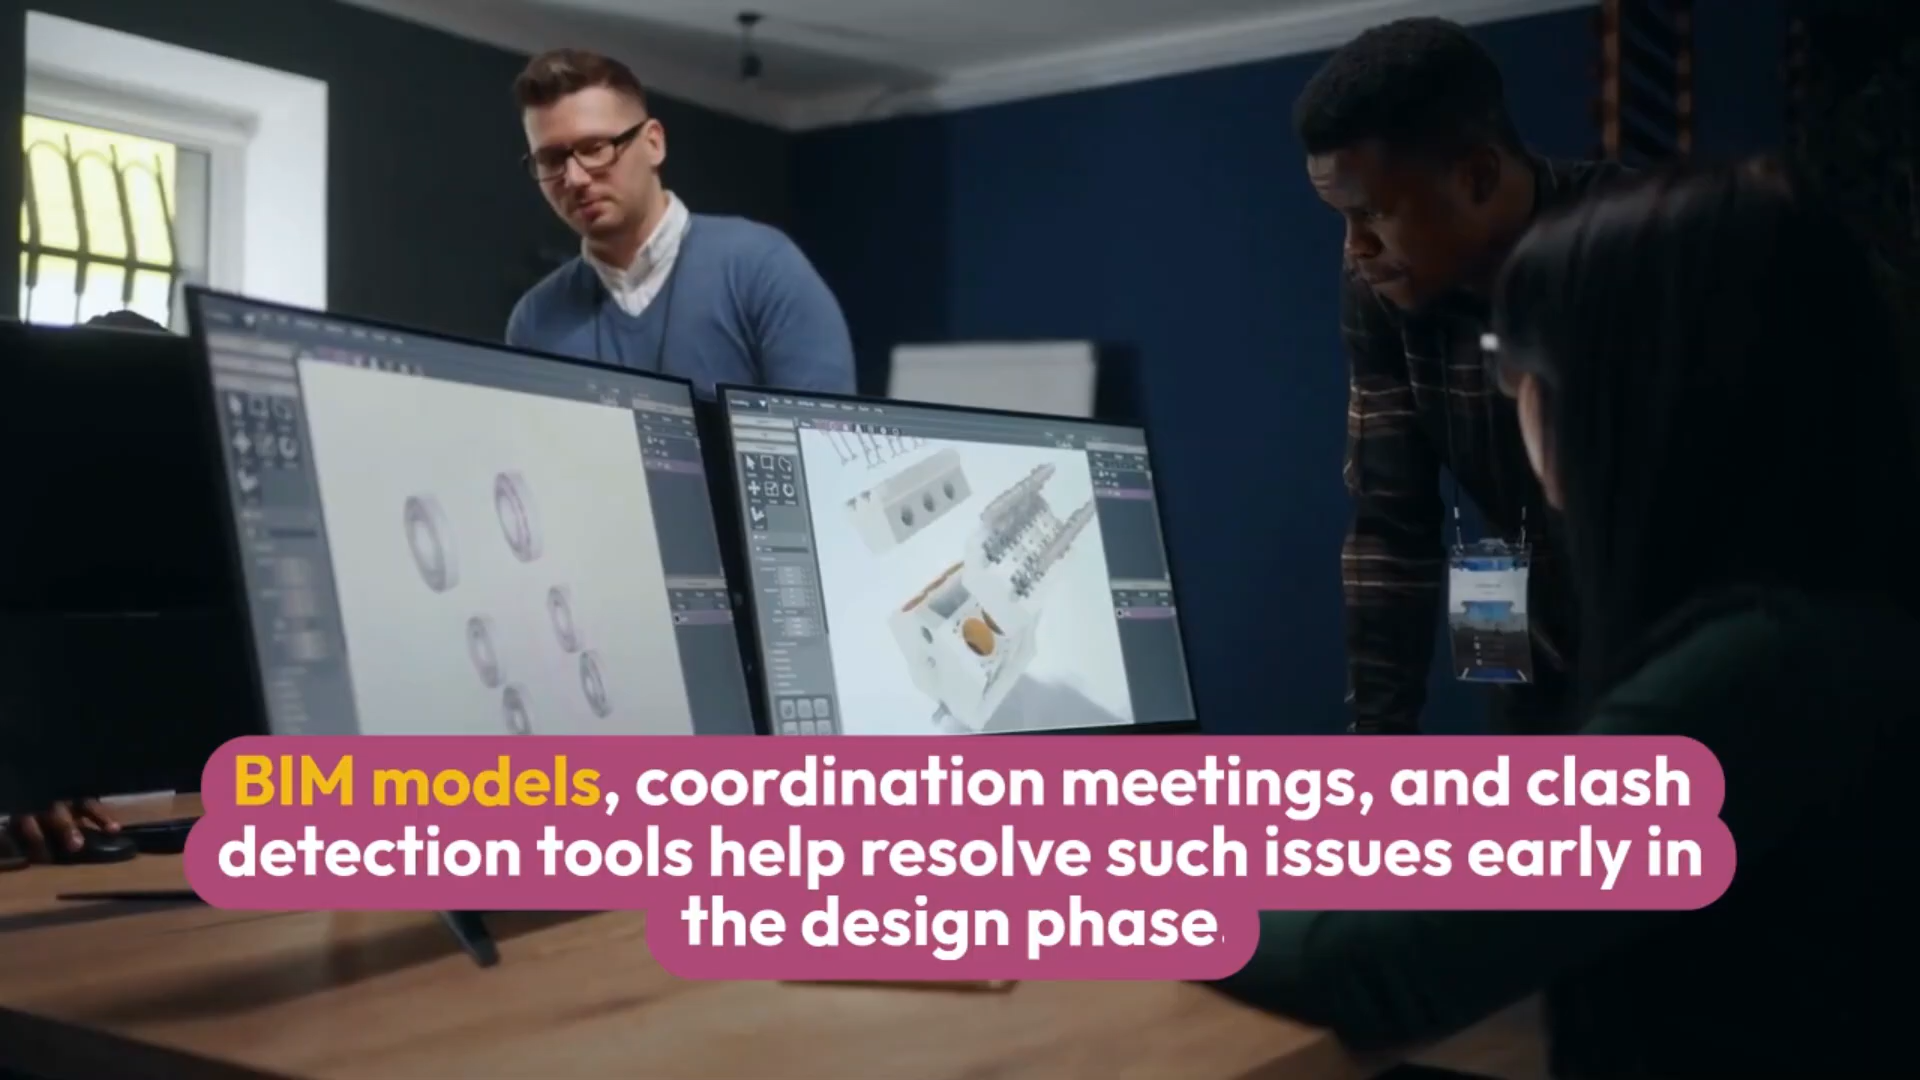 BIM models, coordination meetings, and clash
detection tools help resolve such issues early in
the design phase.